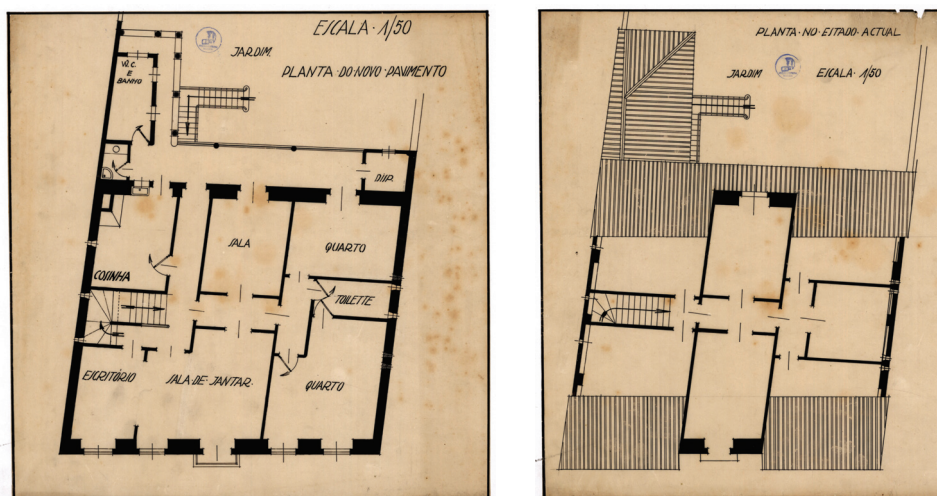 ESCALA · 1/50
JARDIM.
PLANTA · DO · NOVO · PAVIMENTO
W.C.
E
BANHO
DISP.
SALA
QUARTO
COSINHA
TOILETTE
ESCRITÓRIO
SALA · DE · JANTAR ·
QUARTO
PLANTA · NO · ESTADO · ACTUAL
JARDIM
ESCALA · 1/50